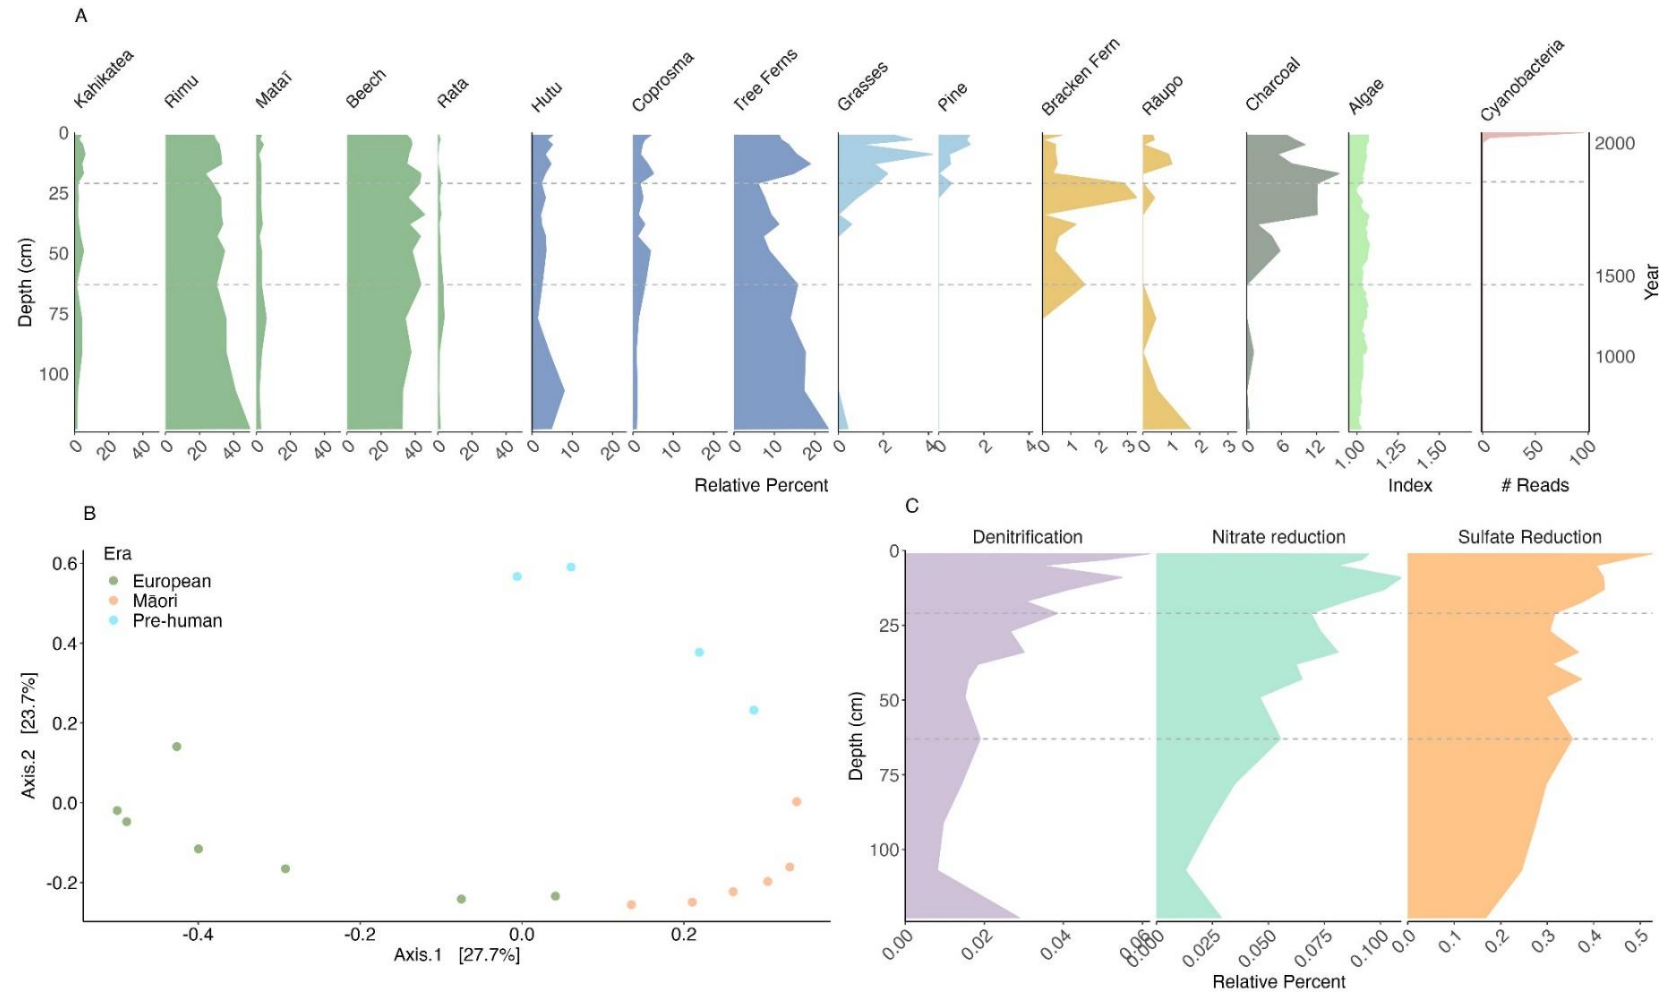 A
Kahikatea
Rimu
Mataī
Beech
Rata
Hutu
Coprosma
Tree Ferns
Grasses
Pine
Bracken Fern
Rāupo
Charcoal
Algae
Cyanobacteria
0
25
50
75
100
Depth (cm)
2000
1500
1000
Year
0 20 40 0 20 40 0 20 40 0 20 40 0 20 40 0 10 20 0 10 20 0 10 20 0 2 4 0 2 4 0 1 2 3 0 1 2 3 0 6 12 1.00 1.25 1.50 0 50 100
Relative Percent Index # Reads
B
Era
European
Māori
Pre-human
0.6
0.4
0.2
0.0
-0.2
Axis.2 [23.7%]
-0.4 -0.2 0.0 0.2
Axis.1 [27.7%]
C
Denitrification Nitrate reduction Sulfate Reduction
0
25
50
75
100
Depth (cm)
0.00 0.02 0.04 0.06 0.000 0.025 0.050 0.075 0.100 0.0 0.1 0.2 0.3 0.4 0.5
Relative Percent